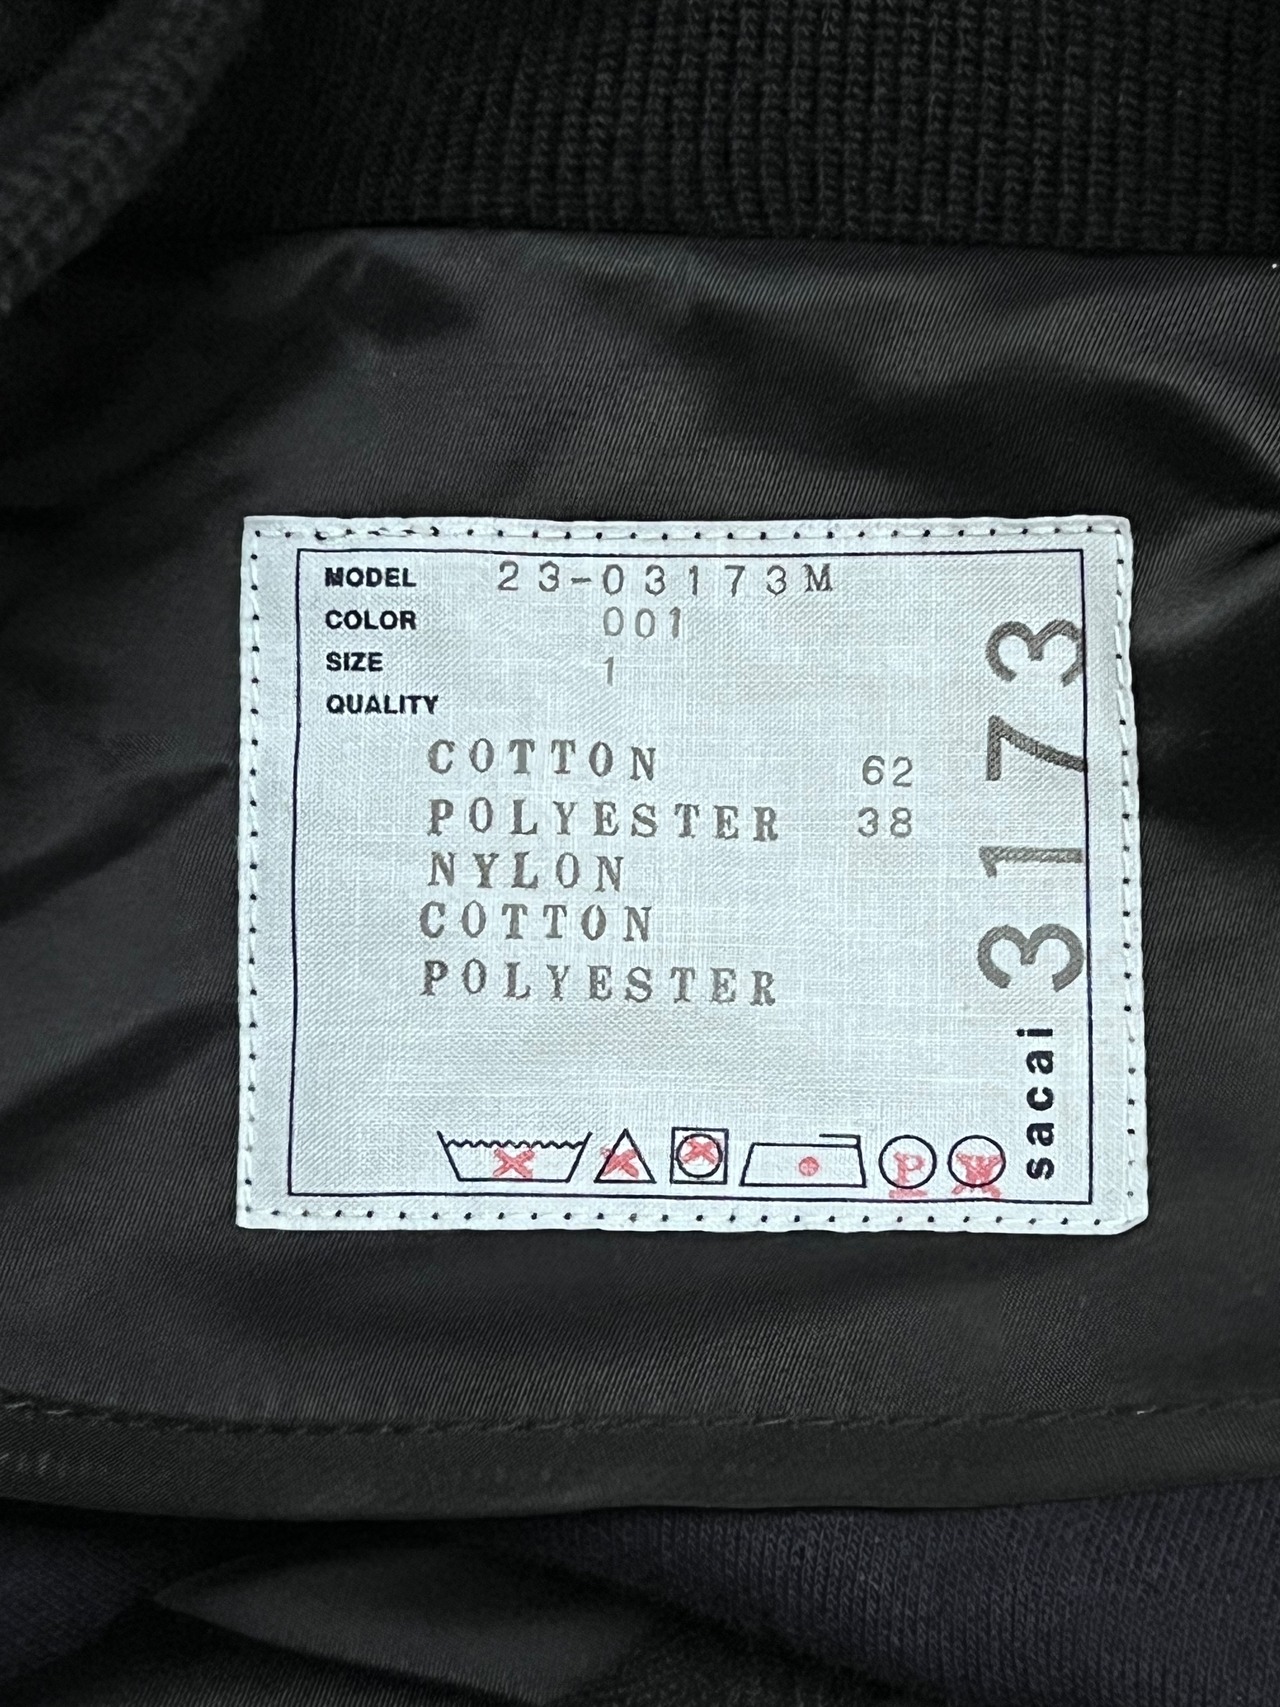 MODEL 23-03173M
COLOR 001
SIZE 1
QUALITY
COTTON 62
POLYESTER 38
NYLON
COTTON
POLYESTER
P W
sacai 3173